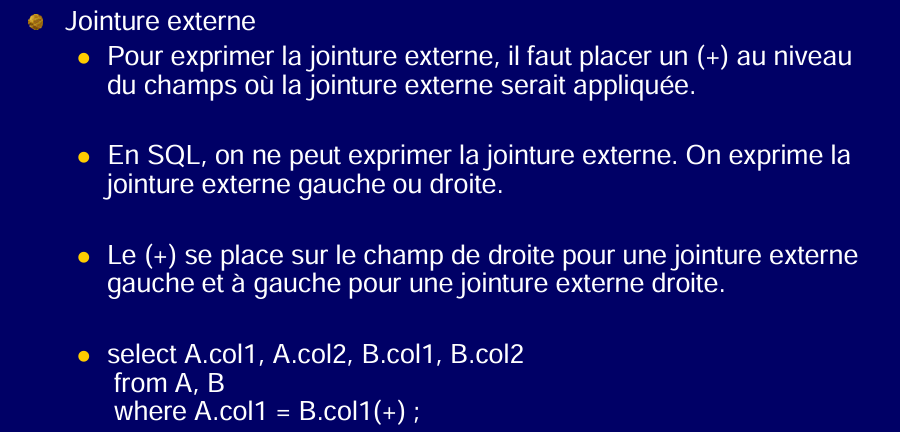 Jointure externe
Pour exprimer la jointure externe, il faut placer un (+) au niveau
du champs où la jointure externe serait appliquée.
En SQL, on ne peut exprimer la jointure externe. On exprime la
jointure externe gauche ou droite.
Le (+) se place sur le champ de droite pour une jointure externe
gauche et à gauche pour une jointure externe droite.
select A.col1, A.col2, B.col1, B.col2
from A, B
where A.col1 = B.col1(+) ;